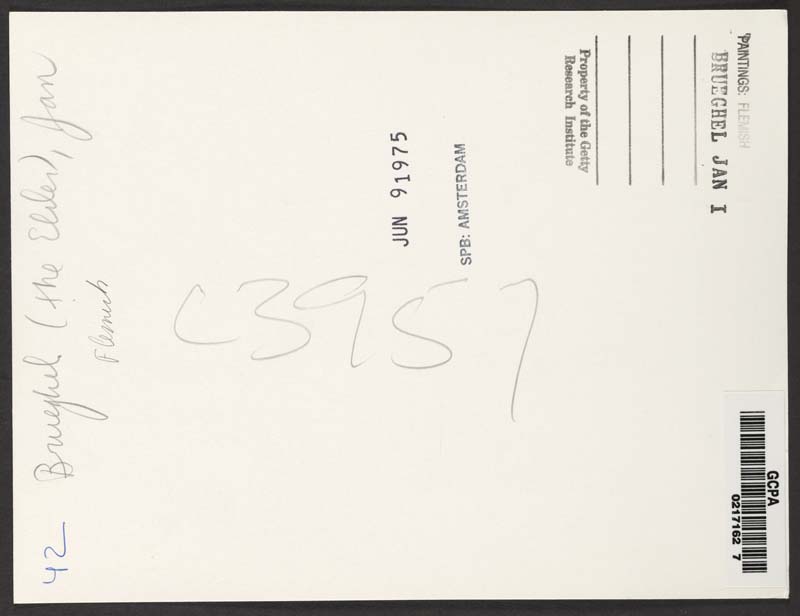 PAINTINGS: FLEMISH
BRUEGHEL JAN I
Property of the Getty
Research Institute
JUN 9 1975
SPB: AMSTERDAM
C3957
42 Brueghel (the Elder), Jan
Flemish
GCPA
0217162 7